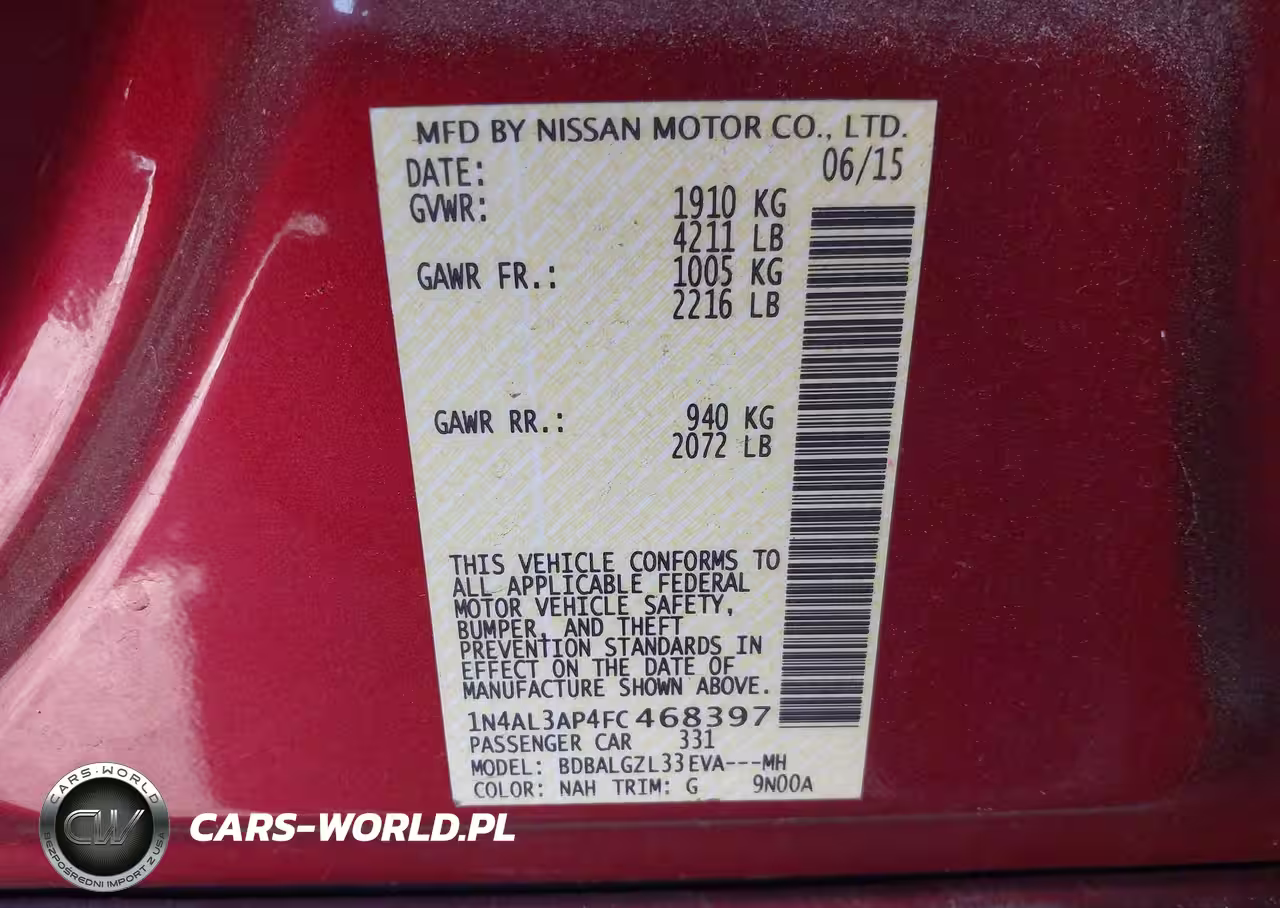 MFD BY NISSAN MOTOR CO., LTD.
DATE: 06/15
GVWR: 1910 KG
4211 LB
GAWR FR.: 1005 KG
2216 LB
GAWR RR.: 940 KG
2072 LB
THIS VEHICLE CONFORMS TO
ALL APPLICABLE FEDERAL
MOTOR VEHICLE SAFETY,
BUMPER, AND THEFT
PREVENTION STANDARDS IN
EFFECT ON THE DATE OF
MANUFACTURE SHOWN ABOVE.
1N4AL3AP4FC468397
PASSENGER CAR 331
MODEL: BDBALGZL33EVA---MH
COLOR: NAH TRIM: G 9N00A
CARS-WORLD
CW
BEZPOŚREDNI IMPORT Z USA
CARS-WORLD.PL